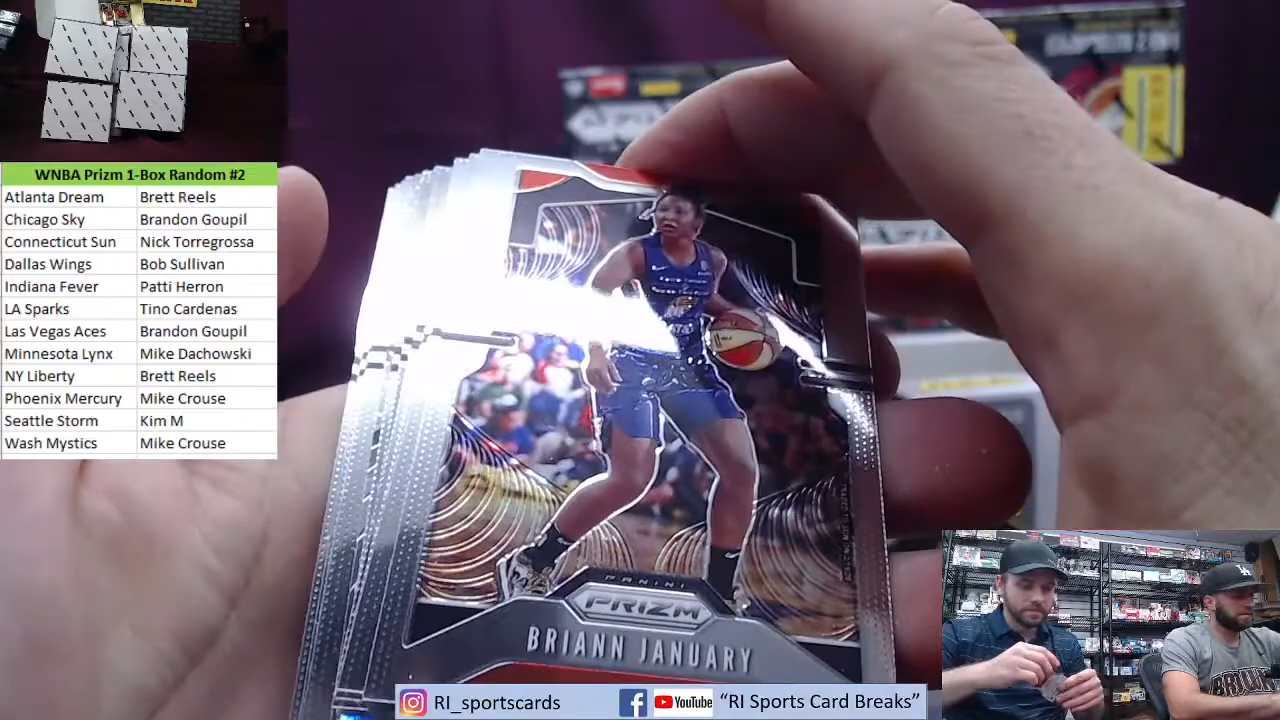 WNBA Prizm 1-Box Random #2
Atlanta Dream Brett Reels
Chicago Sky Brandon Goupil
Connecticut Sun Nick Torregrossa
Dallas Wings Bob Sullivan
Indiana Fever Patti Herron
LA Sparks Tino Cardenas
Las Vegas Aces Brandon Goupil
Minnesota Lynx Mike Dachowski
NY Liberty Brett Reels
Phoenix Mercury Mike Crouse
Seattle Storm Kim M
Wash Mystics Mike Crouse
PANINI
PRIZM
BRIANN JANUARY
RI_sportscards
YouTube "RI Sports Card Breaks"